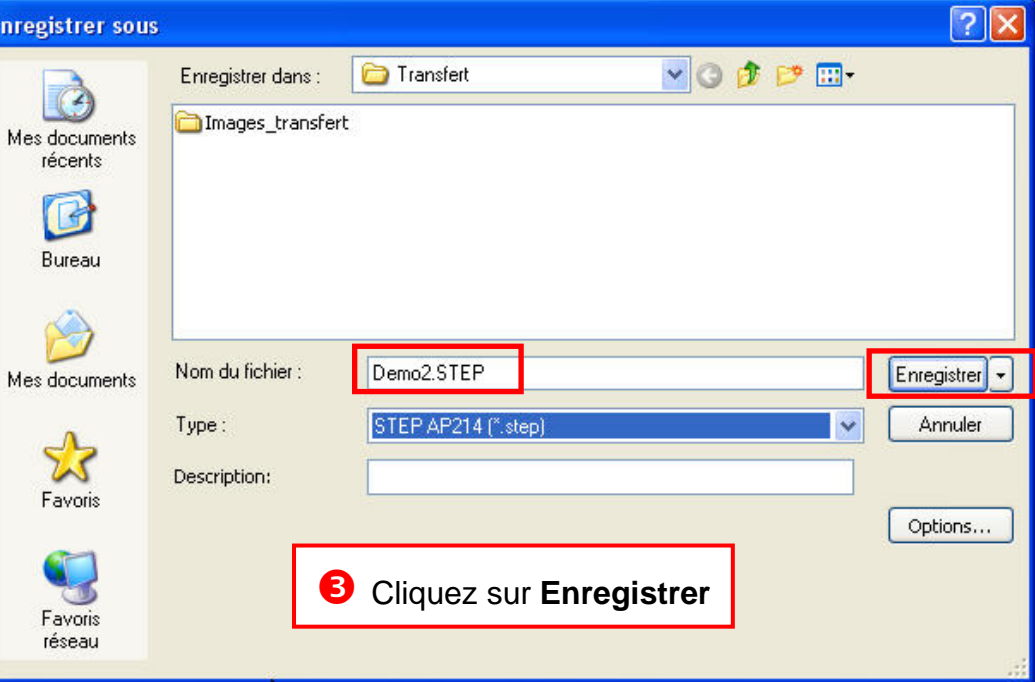 nregistrer sous
Enregistrer dans :
Transfert
Images_transfert
Mes documents
récents
Bureau
Mes documents
Favoris
Favoris
réseau
Nom du fichier :
Demo2.STEP
Enregistrer
Type :
STEP AP214 (*.step)
Annuler
Description:
Options...
3 Cliquez sur Enregistrer